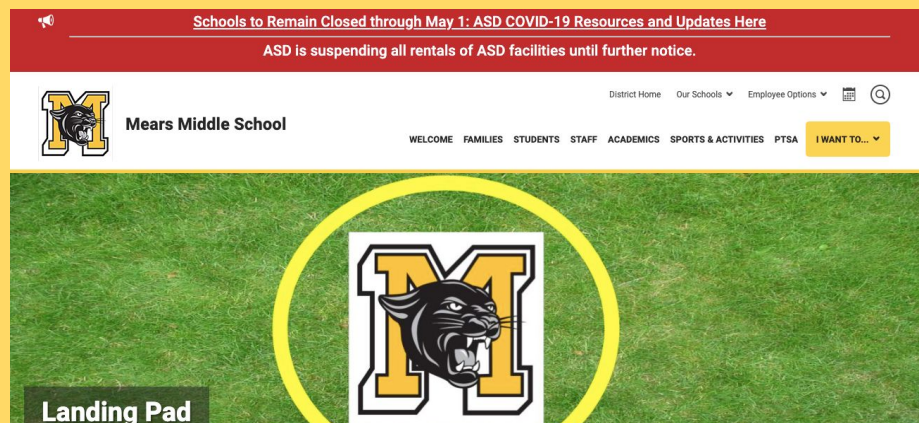 Schools to Remain Closed through May 1: ASD COVID-19 Resources and Updates Here
ASD is suspending all rentals of ASD facilities until further notice.
District Home Our Schools Employee Options
M
Mears Middle School
WELCOME FAMILIES STUDENTS STAFF ACADEMICS SPORTS & ACTIVITIES PTSA I WANT TO...
M
Landing Pad